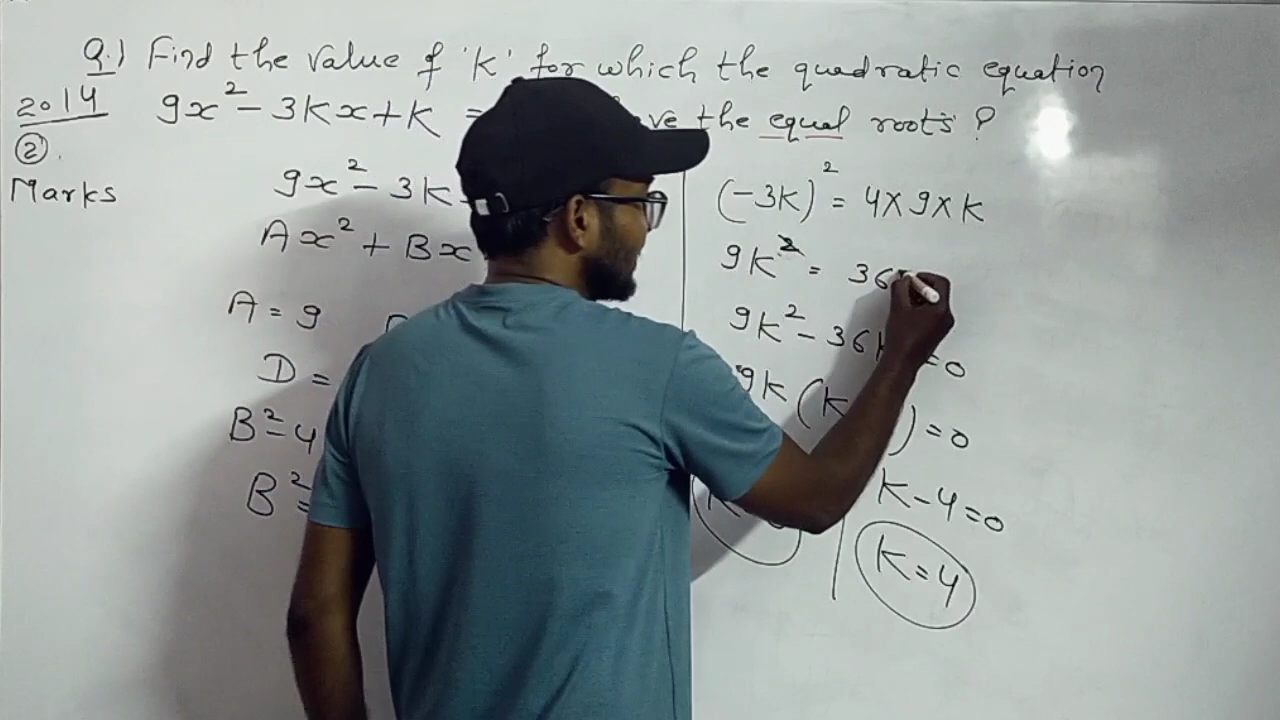 Q.) Find the value of 'K' for which the quadratic equation
2014 9x² - 3Kx + K = ve the equal roots ?
②.
Marks
9x² - 3K
Ax² + Bx
A = 9
D =
B² - 4
B² =
(-3K)² = 4 × 9 × K
9K² = 36
9K² - 36K = 0
9K (K ) = 0
K - 4 = 0
K = 4